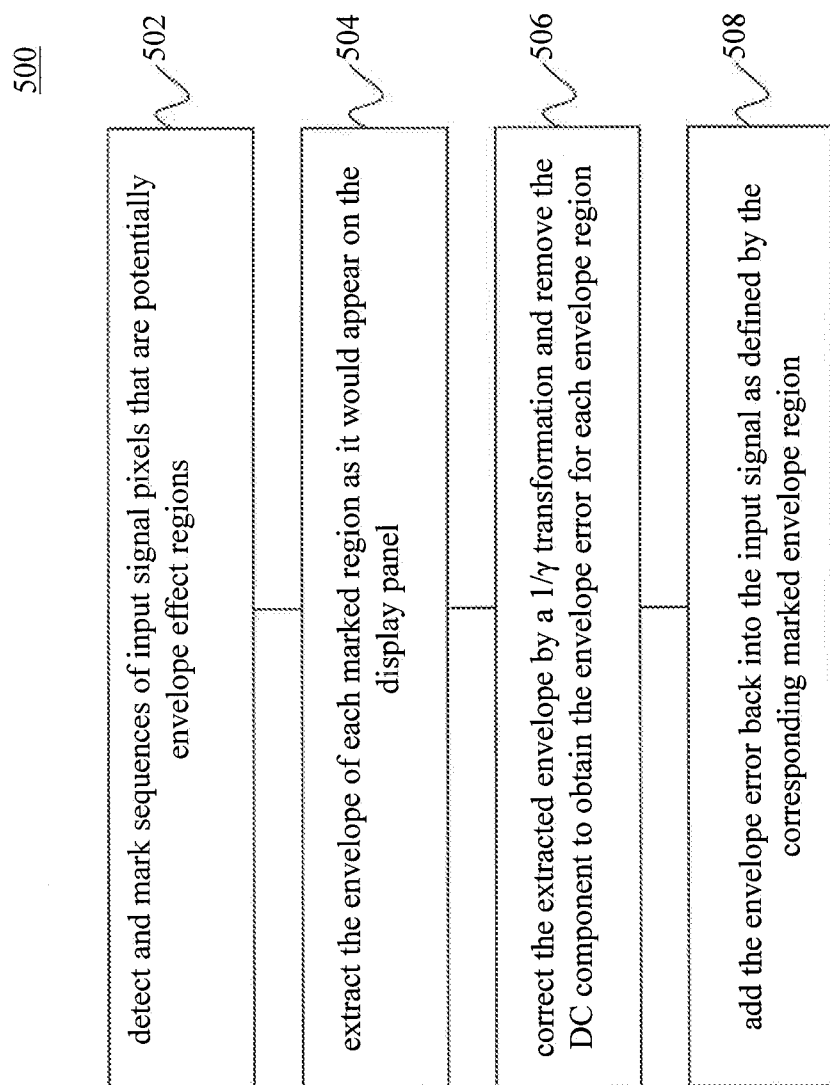 500
502
detect and mark sequences of input signal pixels that are potentially
envelope effect regions
504
extract the envelope of each marked region as it would appear on the
display panel
506
correct the extracted envelope by a 1/γ transformation and remove the
DC component to obtain the envelope error for each envelope region
508
add the envelope error back into the input signal as defined by the
corresponding marked envelope region